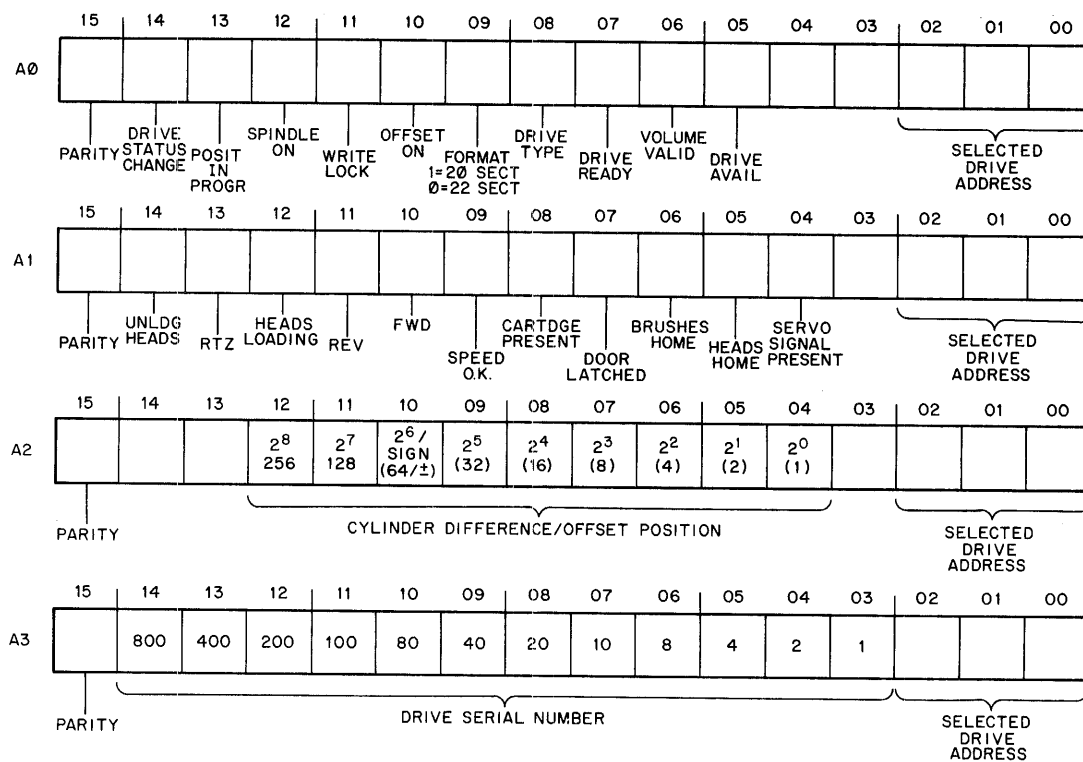 15 14 13 12 11 10 09 08 07 06 05 04 03 02 01 00
AØ
PARITY
DRIVE
STATUS
CHANGE
POSIT
IN
PROGR
SPINDLE
ON
WRITE
LOCK
OFFSET
ON
FORMAT
1=20 SECT
Ø=22 SECT
DRIVE
TYPE
DRIVE
READY
VOLUME
VALID
DRIVE
AVAIL
SELECTED
DRIVE
ADDRESS
15 14 13 12 11 10 09 08 07 06 05 04 03 02 01 00
A1
PARITY
UNLDG
HEADS
RTZ
HEADS
LOADING
REV
FWD
SPEED
O.K.
CARTDGE
PRESENT
DOOR
LATCHED
BRUSHES
HOME
HEADS
HOME
SERVO
SIGNAL
PRESENT
SELECTED
DRIVE
ADDRESS
15 14 13 12 11 10 09 08 07 06 05 04 03 02 01 00
A2
2⁸
256
2⁷
128
2⁶/
SIGN
(64/±)
2⁵
(32)
2⁴
(16)
2³
(8)
2²
(4)
2¹
(2)
2⁰
(1)
PARITY
CYLINDER DIFFERENCE/OFFSET POSITION
SELECTED
DRIVE
ADDRESS
15 14 13 12 11 10 09 08 07 06 05 04 03 02 01 00
A3
800 400 200 100 80 40 20 10 8 4 2 1
PARITY
DRIVE SERIAL NUMBER
SELECTED
DRIVE
ADDRESS